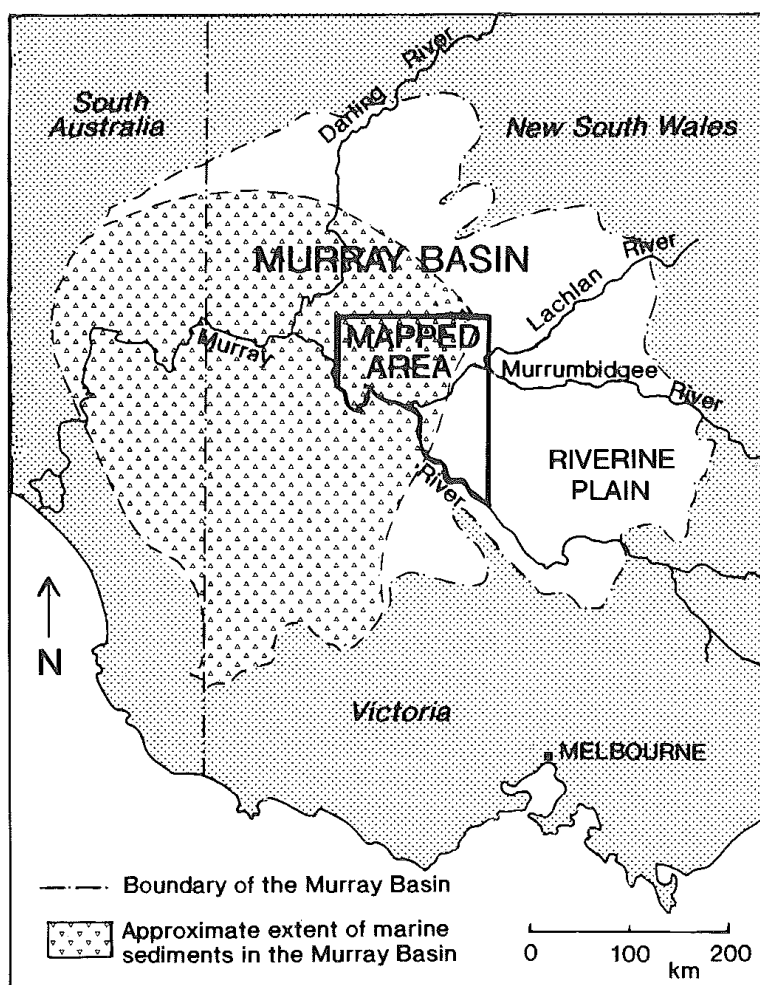 South
Australia
Darling River
New South Wales
MURRAY BASIN
Lachlan River
MAPPED
AREA
Murray
River
Murrumbidgee
River
RIVERINE
PLAIN
N
Victoria
MELBOURNE
Boundary of the Murray Basin
Approximate extent of marine
sediments in the Murray Basin
0 100 200
km